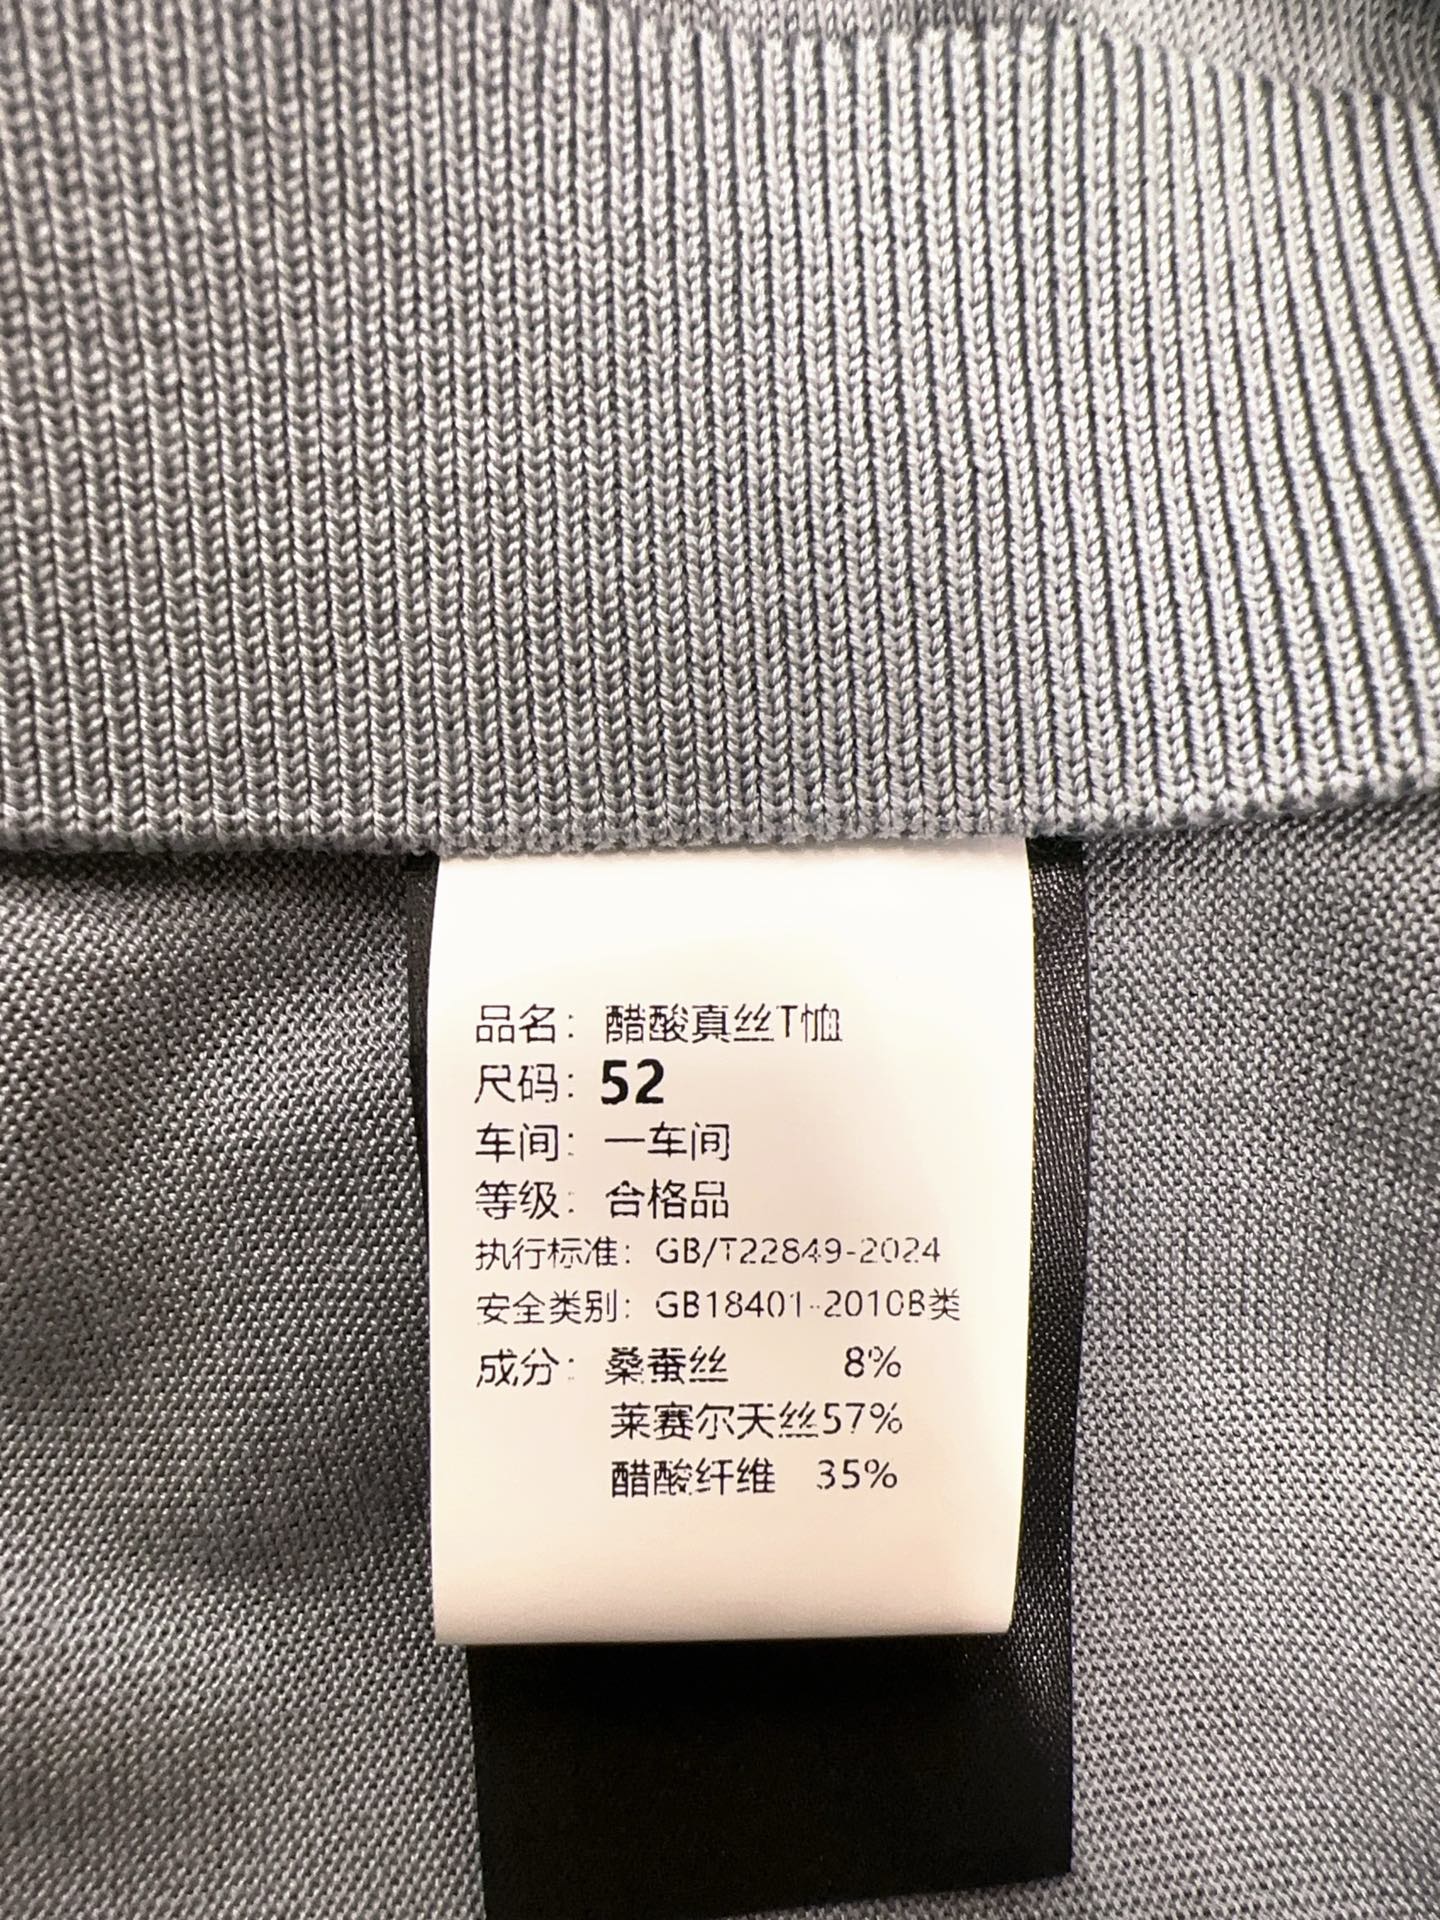 品名：醋酸真丝T恤
尺码：52
车间：一车间
等级：合格品
执行标准：GB/T22849-2024
安全类别：GB18401-2010B类
成分：桑蚕丝 8%
莱赛尔天丝57%
醋酸纤维 35%